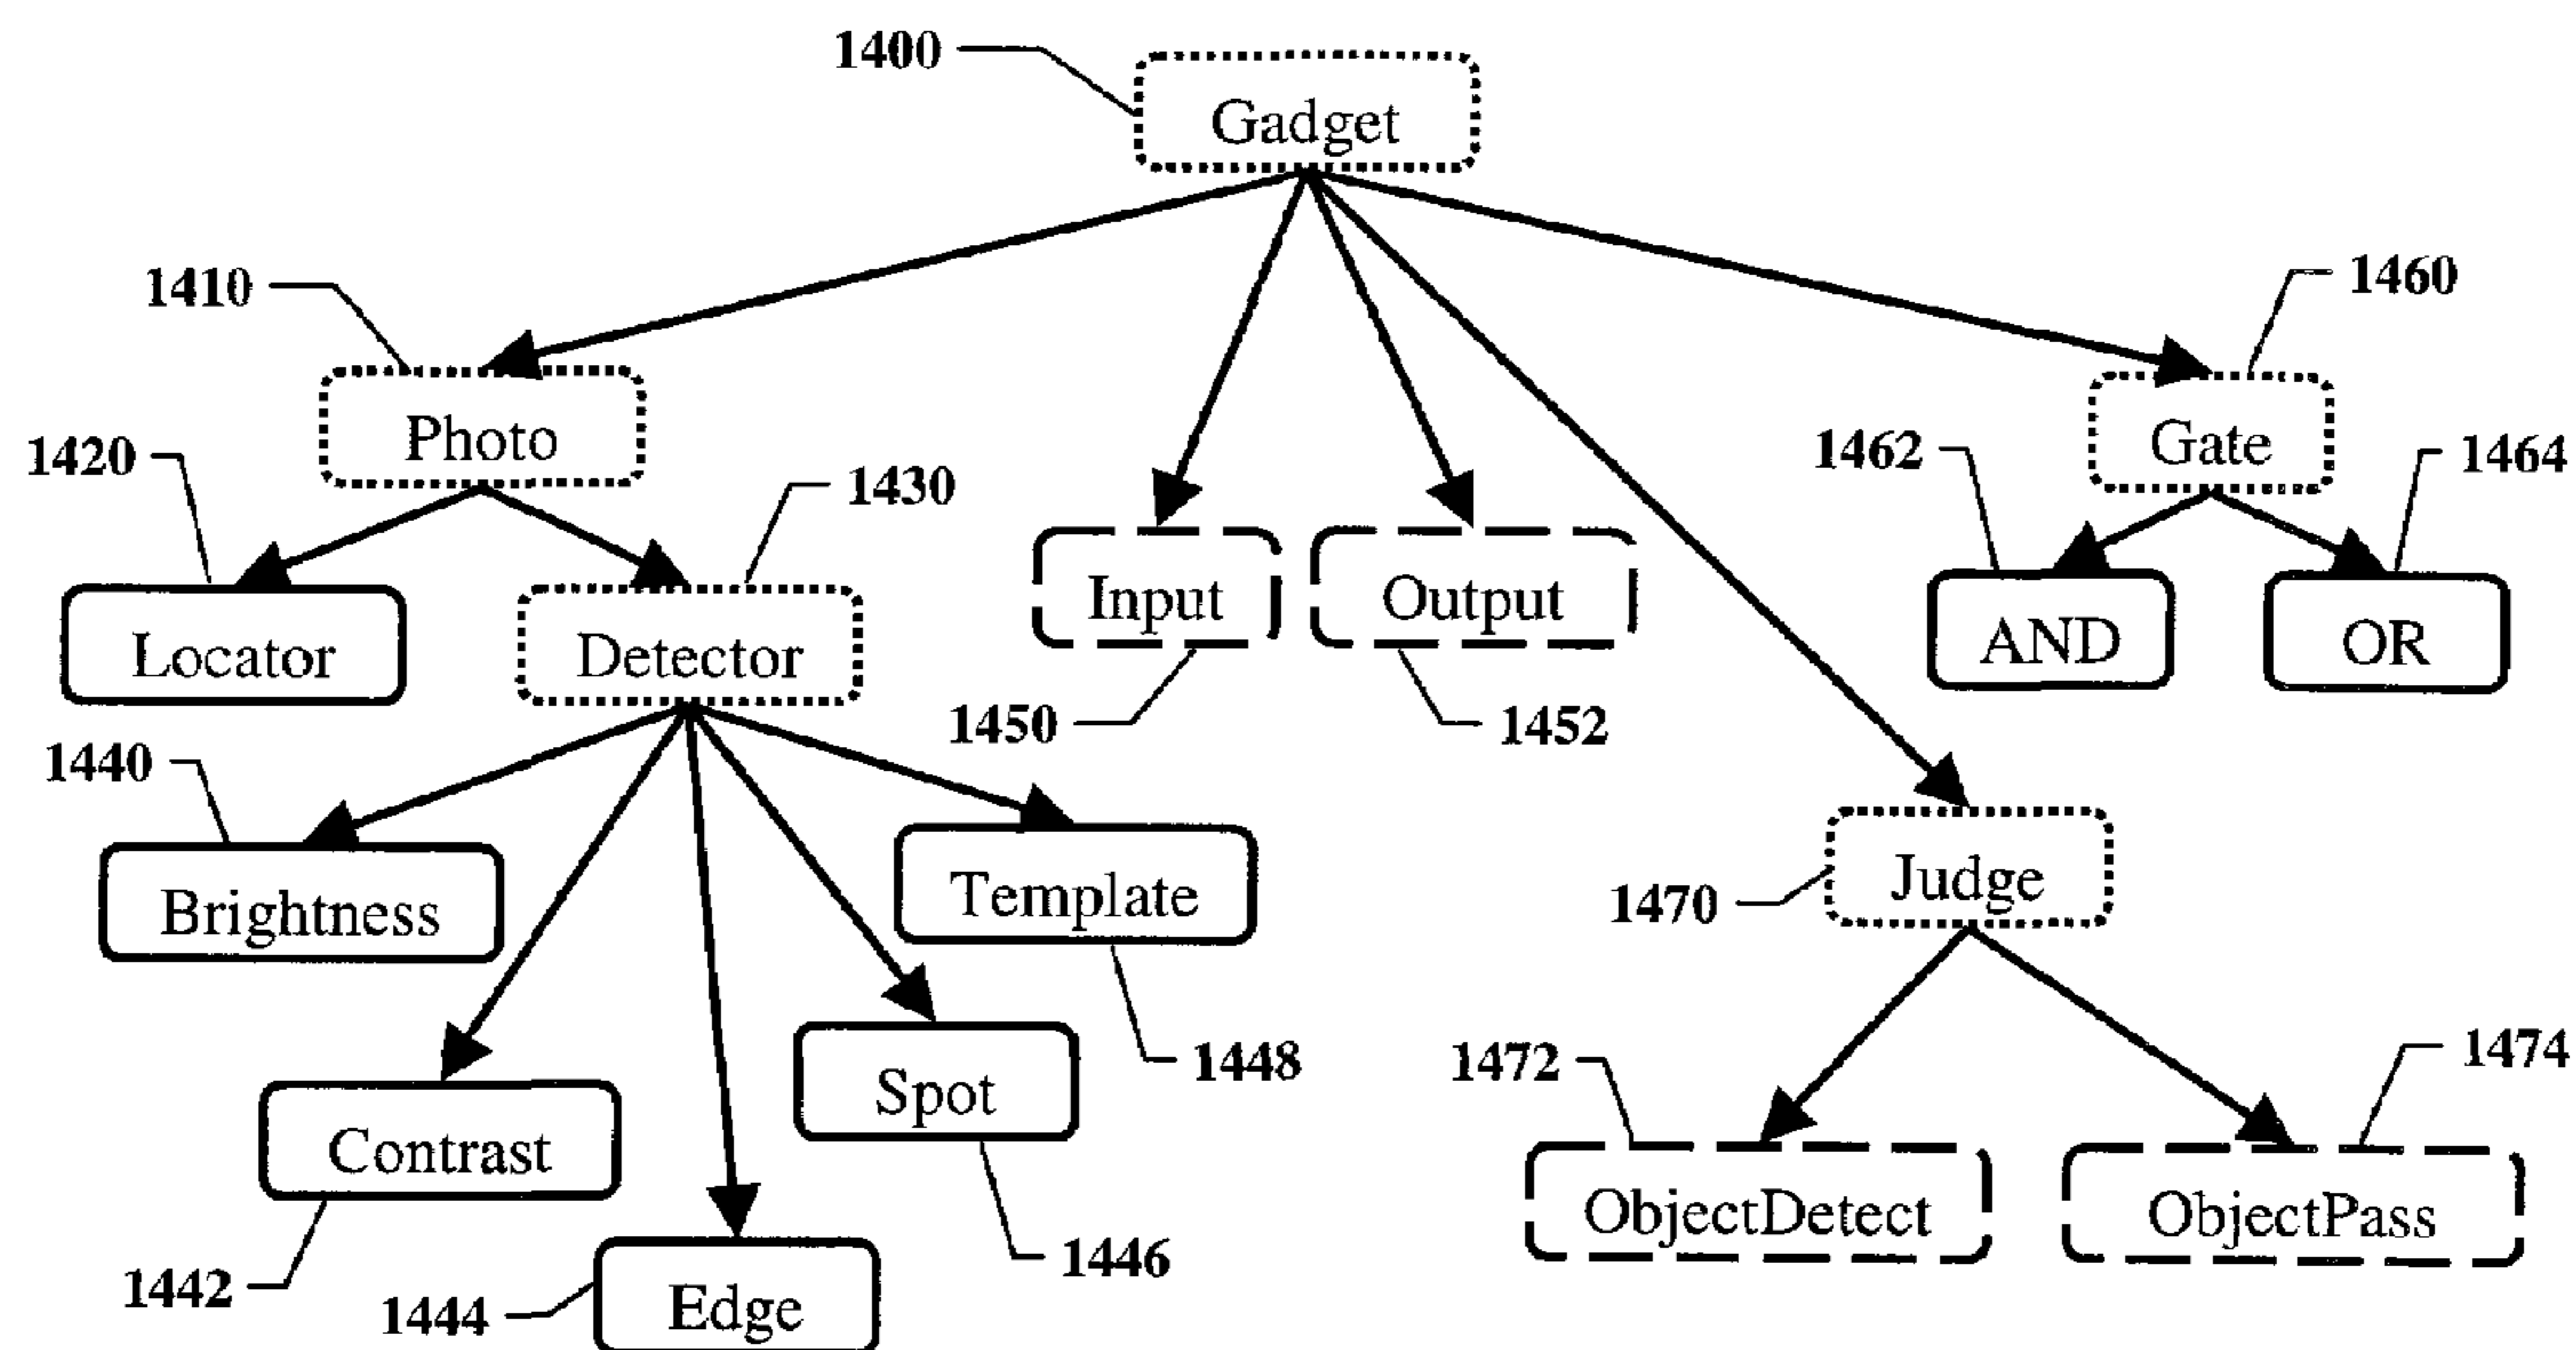 1400
Gadget
1410
1460
Photo
Gate
1420
1430
1462
1464
Locator
Detector
Input
Output
AND
OR
1450
1452
1440
Brightness
Template
Judge
1470
Contrast
Spot
1448
1472
1474
ObjectDetect
ObjectPass
1442
1444
Edge
1446